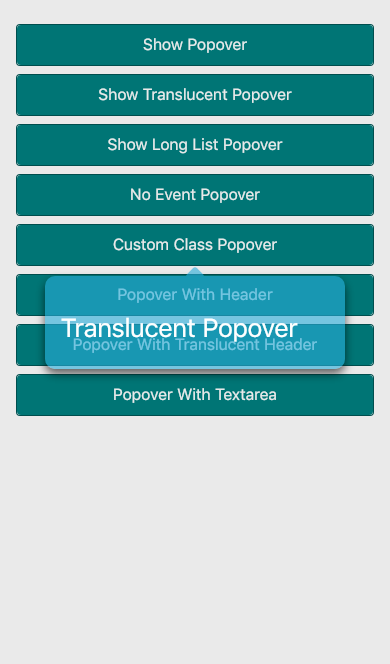 Show Popover
Show Translucent Popover
Show Long List Popover
No Event Popover
Custom Class Popover
Popover With Header
Translucent Popover
Popover With Translucent Header
Popover With Textarea